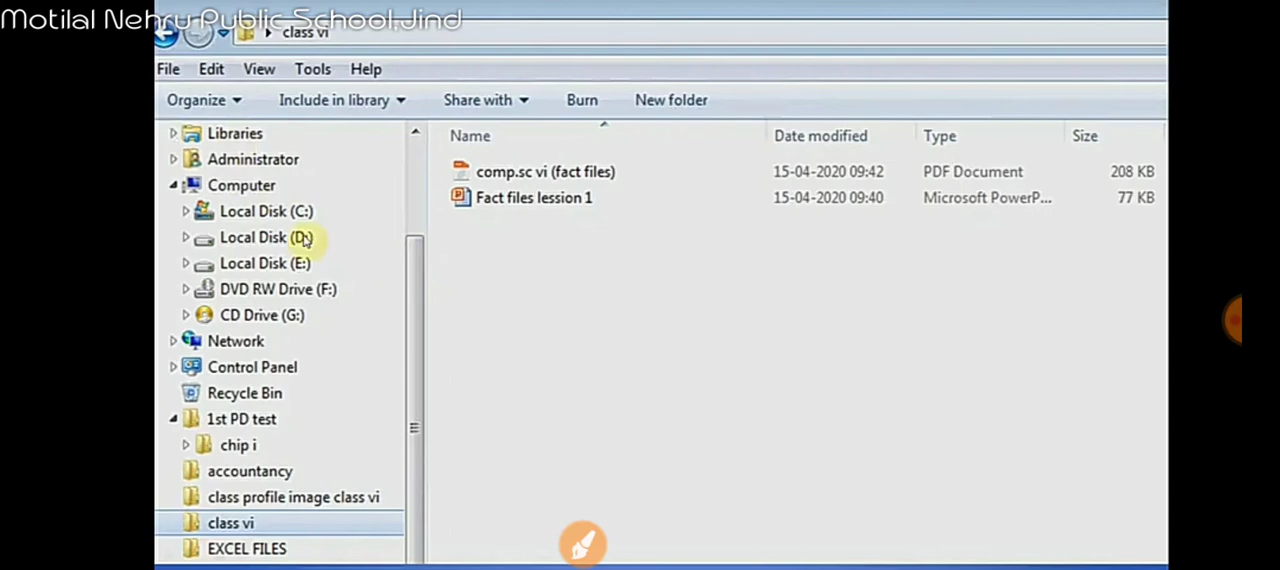 Motilal Nehru Public School,Jind
class vi
File Edit View Tools Help
Organize Include in library Share with Burn New folder
Name Date modified Type Size
Libraries
Administrator
Computer
Local Disk (C:)
Local Disk (D:)
Local Disk (E:)
DVD RW Drive (F:)
CD Drive (G:)
Network
Control Panel
Recycle Bin
1st PD test
chip i
accountancy
class profile image class vi
class vi
EXCEL FILES
comp.sc vi (fact files) 15-04-2020 09:42 PDF Document 208 KB
Fact files lession 1 15-04-2020 09:40 Microsoft PowerP... 77 KB